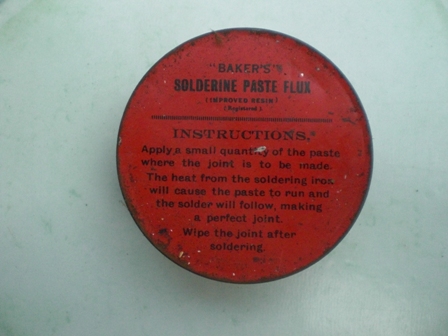 "BAKER'S"
SOLDERINE PASTE FLUX
(IMPROVED RESIN)
(Registered.)
INSTRUCTIONS.
Apply a small quantity of the paste
where the joint is to be made.
The heat from the soldering iron
will cause the paste to run and
the solder will follow, making
a perfect joint.
Wipe the joint after
soldering.